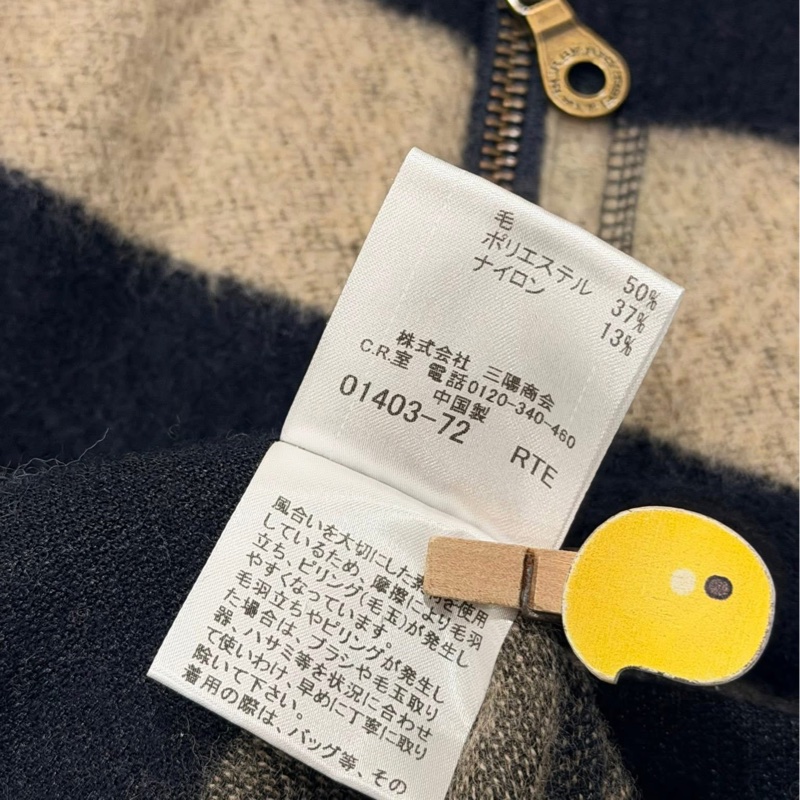 毛 50%
ポリエステル 37%
ナイロン 13%
株式会社 三陽商会
C.R.室 電話0120-340-460
中国製
01403-72 RTE
風合いを大切にした素材を使用
しているため、摩擦により毛羽
立ち、ピリング(毛玉)が発生し
やすくなっています。
毛羽立ちやピリングが発生し
た場合は、ブラシや毛玉取り
器、ハサミ等を状況に合わせ
て使いわけ、早めに丁寧に取り
除いて下さい。
着用の際は、バッグ等、その